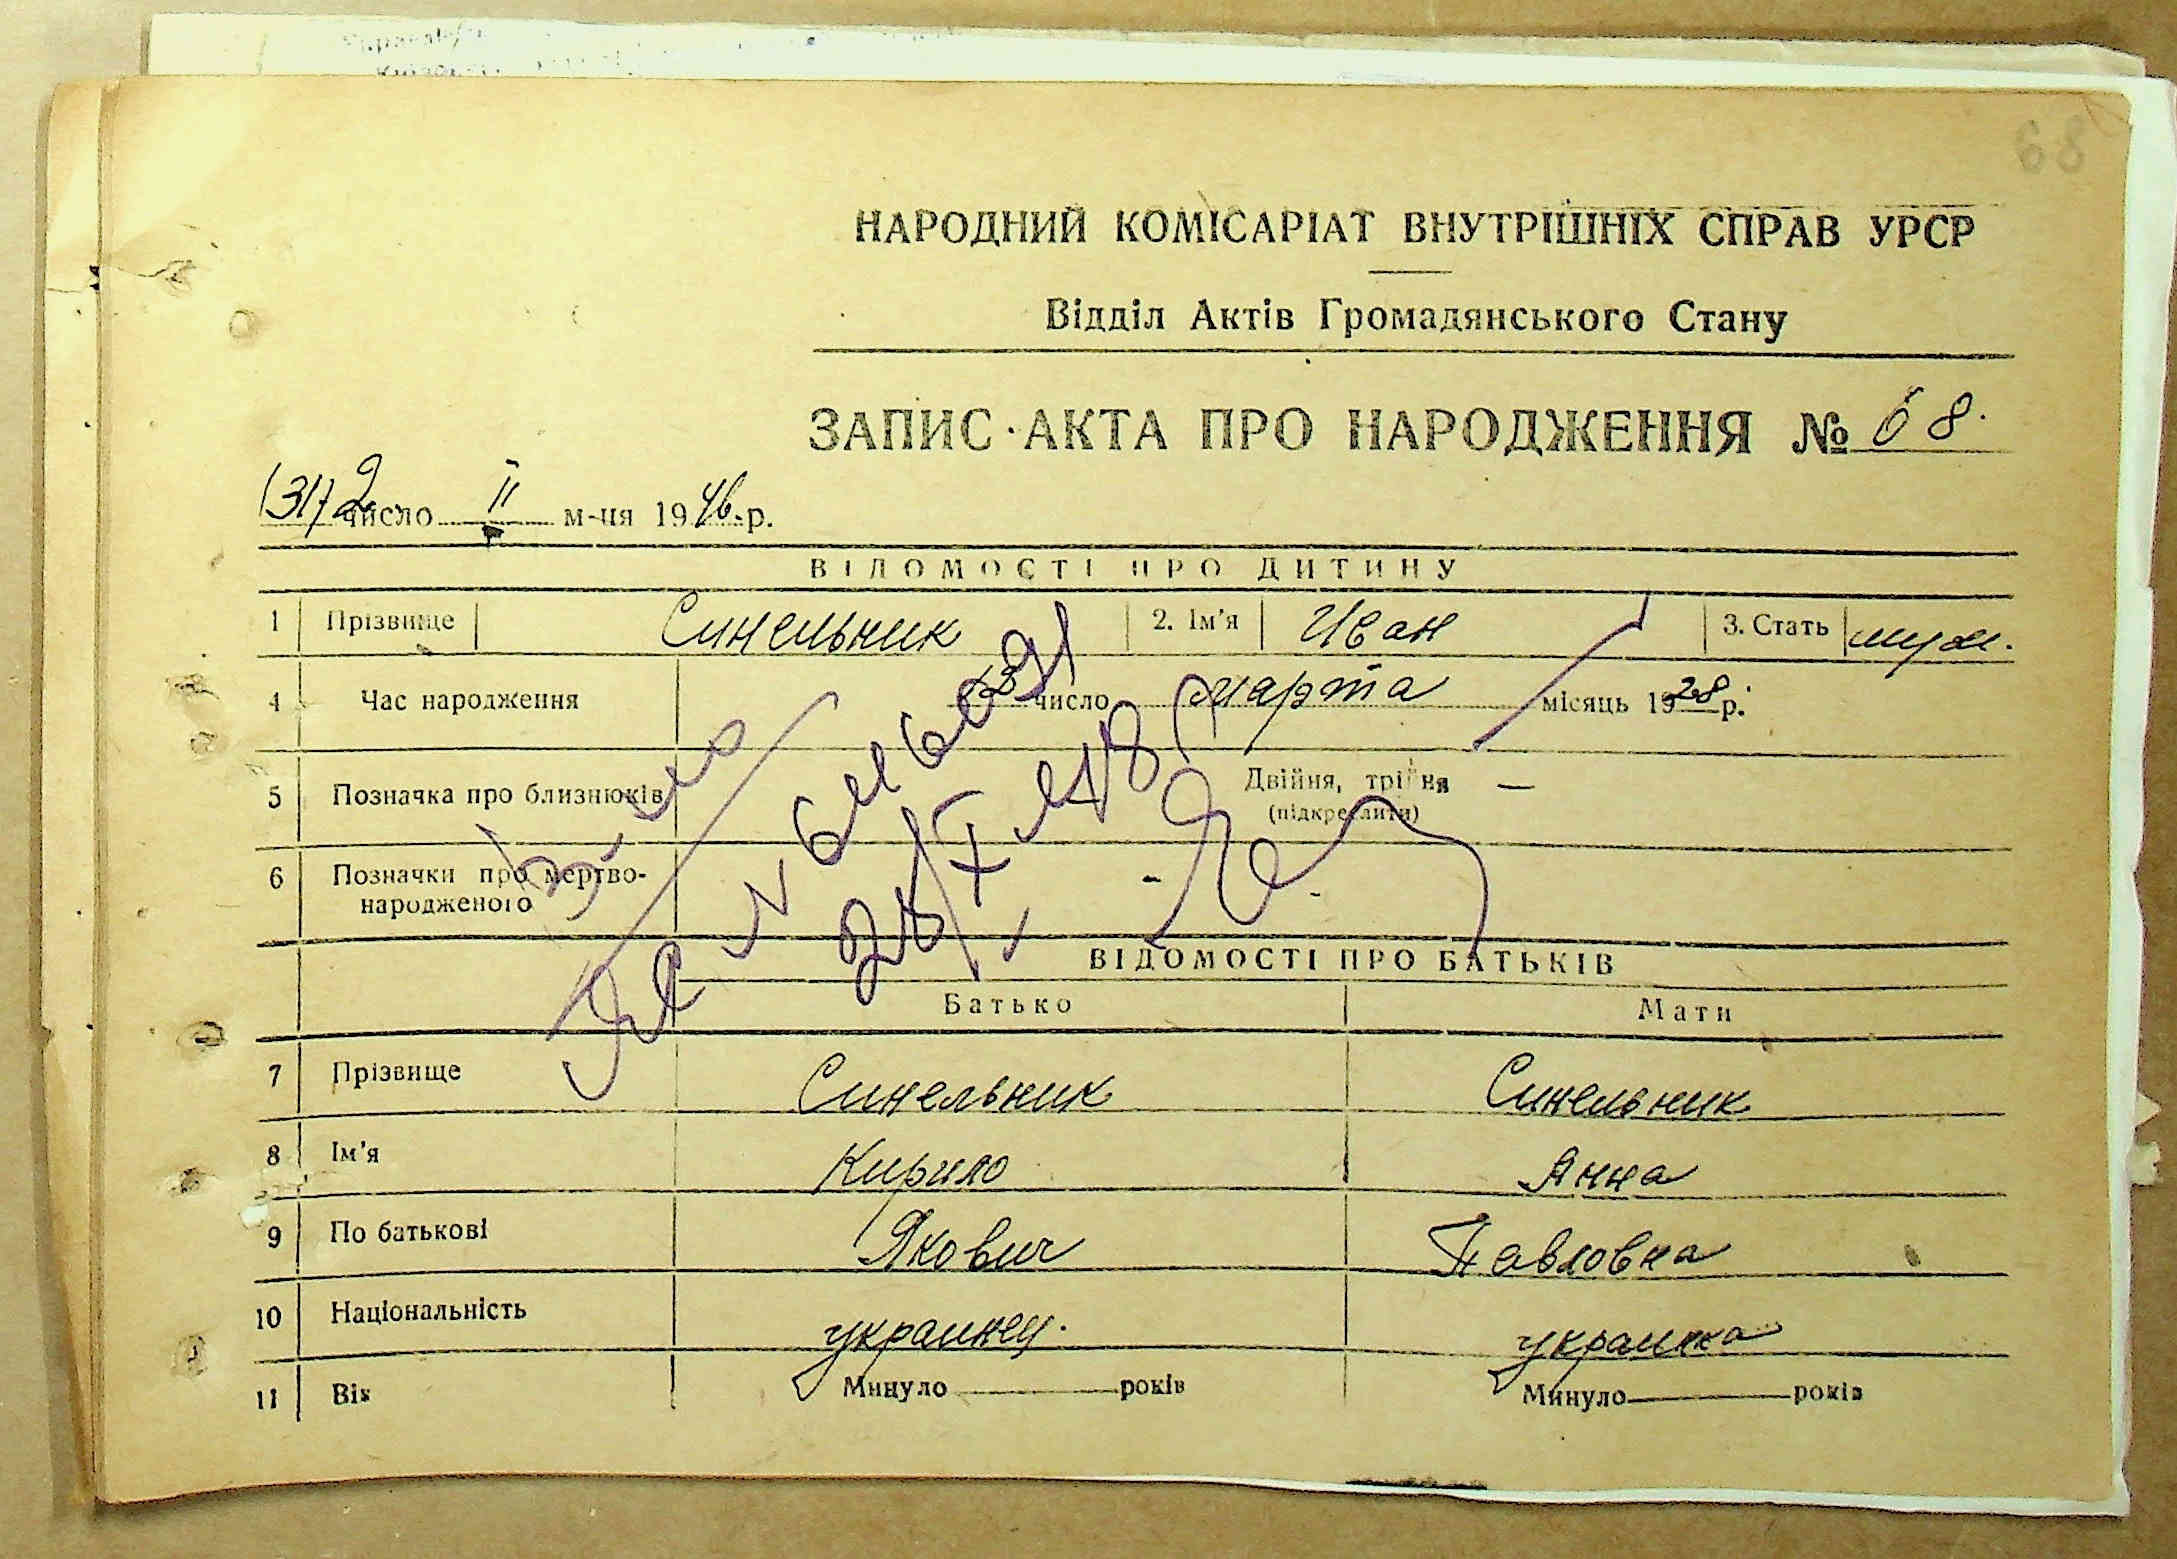 68
НАРОДНИЙ КОМІСАРІАТ ВНУТРІШНІХ СПРАВ УРСР
Відділ Актів Громадянського Стану
ЗАПИС АКТА ПРО НАРОДЖЕННЯ № 68.
(31) 2 число II м-ця 1946 р.
ВІДОМОСТІ ПРО ДИТИНУ
1 Прізвище Синельник 2. Ім'я Иван 3. Стать муж.
4 Час народження 13 число марта місяць 1928 р.
5 Позначка про близнюків Двійня, трійня —
(підкреслити)
6 Позначки про мертво-
народженого - -
ВІДОМОСТІ ПРО БАТЬКІВ
Батько Мати
7 Прізвище Синельник Синельник
8 Ім'я Кирило Анна
9 По батькові Якович Павловна
10 Національність украинец. украинка
11 Вік Минуло — років Минуло — років